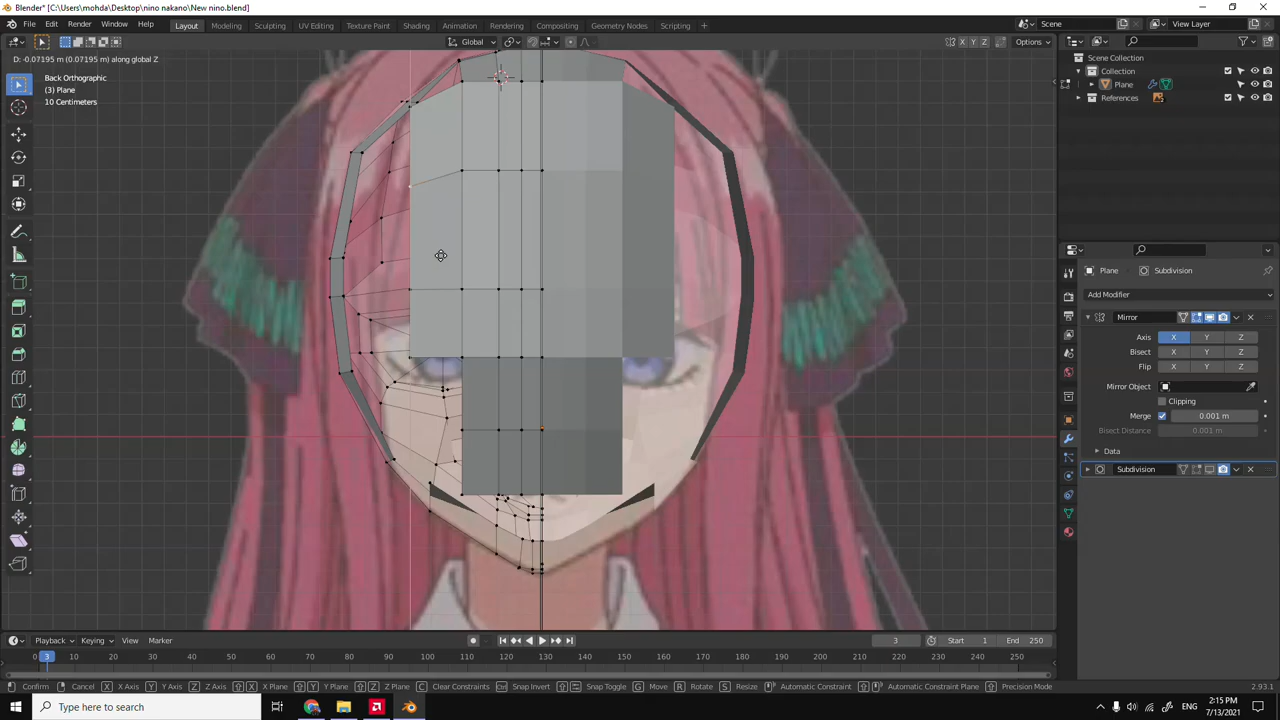 Blender* [C:\Users\mohda\Desktop\nino nakano\New nino.blend]
File Edit Render Window Help Layout Modeling Sculpting UV Editing Texture Paint Shading Animation Rendering Compositing Geometry Nodes Scripting + Scene View Layer
Global X Y Z Options
D: -0.07195 m (0.07195 m) along global Z
Back Orthographic
(3) Plane
10 Centimeters
Scene Collection
Collection
Plane
References
Plane Subdivision
Add Modifier
Mirror
Axis X Y Z
Bisect X Y Z
Flip X Y Z
Mirror Object
Clipping
Merge 0.001 m
Bisect Distance 0.001 m
Data
Subdivision
Playback Keying View Marker 3 Start 1 End 250
0 3 10 20 30 40 50 60 70 80 90 100 110 120 130 140 150 160 170 180 190 200 210 220 230 240 250
Confirm Cancel X X Axis Y Y Axis Z Z Axis X X Plane Y Y Plane Z Z Plane C Clear Constraints Ctrl Snap Invert Snap Toggle G Move R Rotate S Resize Automatic Constraint Automatic Constraint Plane Precision Mode 2.93.1
Type here to search ENG 2:15 PM
7/13/2021